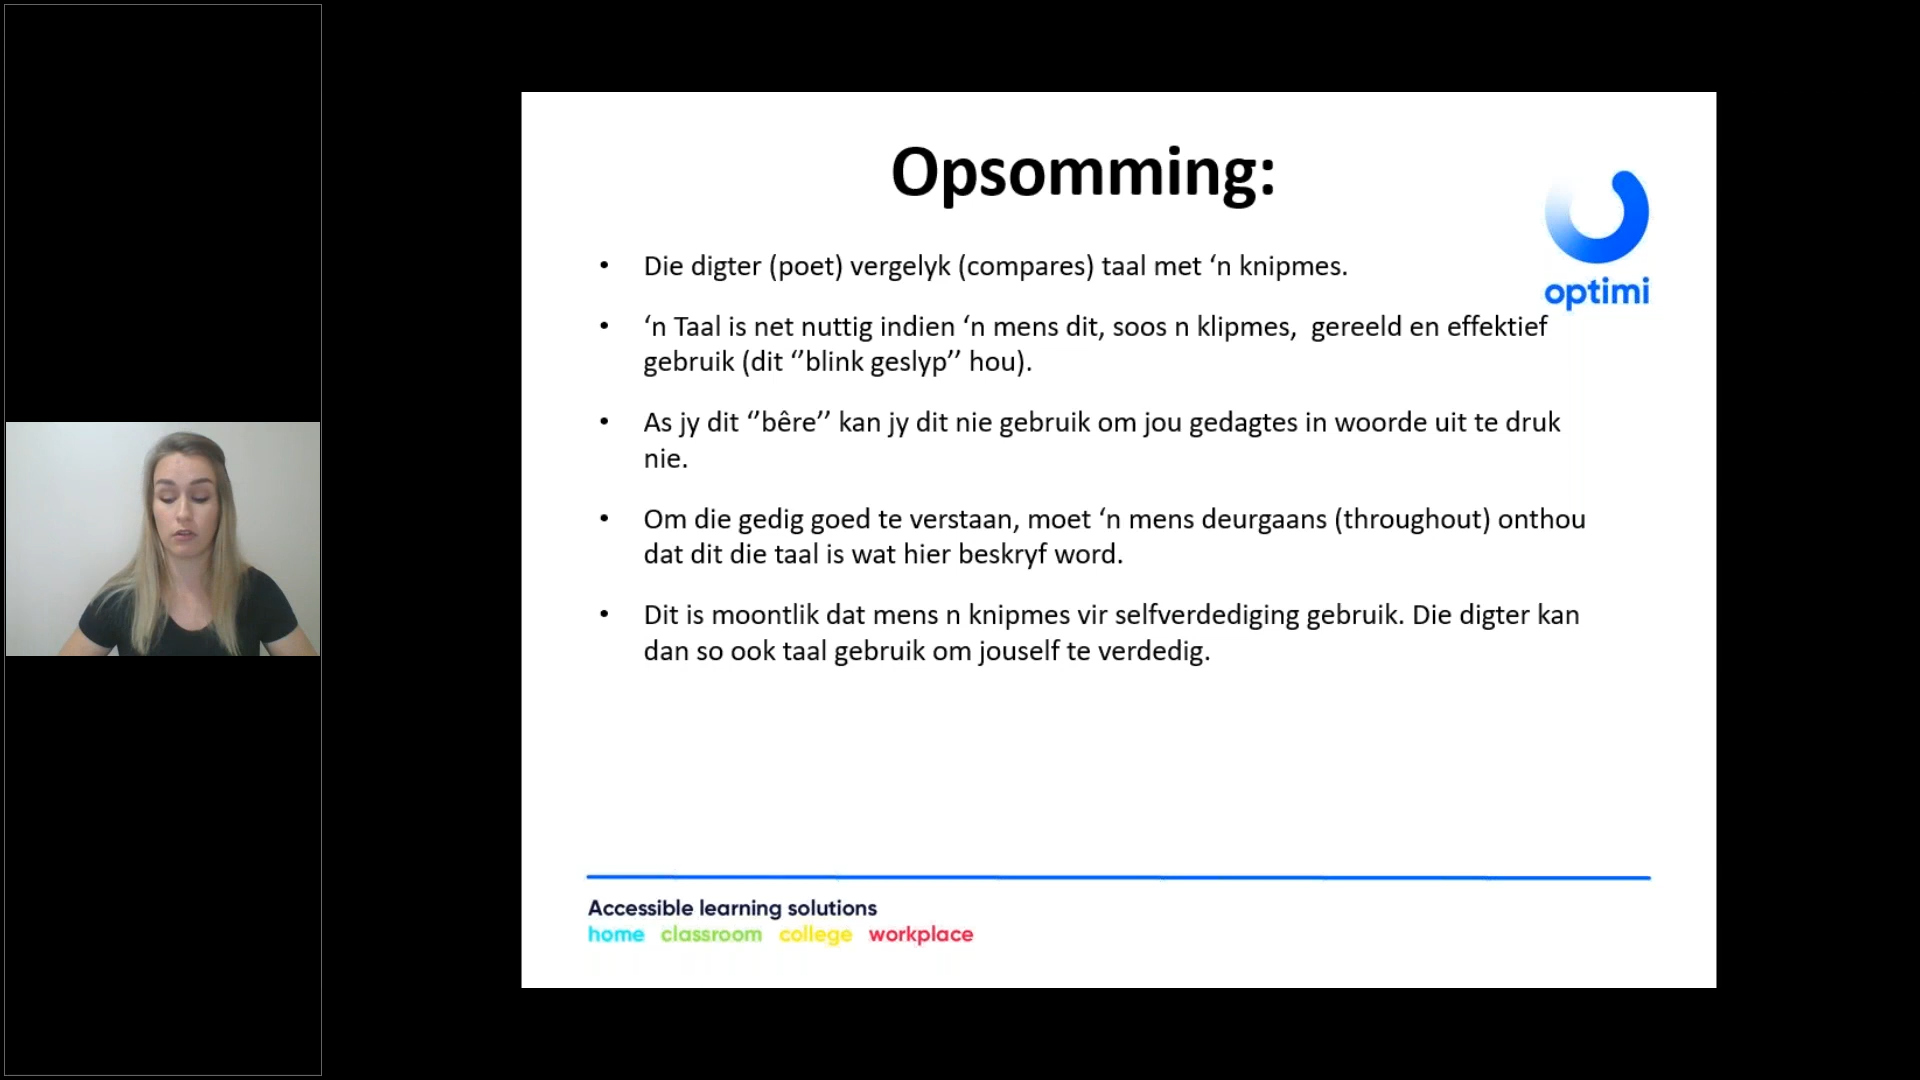 Opsomming:
optimi
• Die digter (poet) vergelyk (compares) taal met ‘n knipmes.
• ‘n Taal is net nuttig indien ‘n mens dit, soos n klipmes,  gereeld en effektief
gebruik (dit ‘’blink geslyp’’ hou).
• As jy dit ‘’bêre’’ kan jy dit nie gebruik om jou gedagtes in woorde uit te druk
nie.
• Om die gedig goed te verstaan, moet ‘n mens deurgaans (throughout) onthou
dat dit die taal is wat hier beskryf word.
• Dit is moontlik dat mens n knipmes vir selfverdediging gebruik. Die digter kan
dan so ook taal gebruik om jouself te verdedig.
Accessible learning solutions
home classroom college workplace